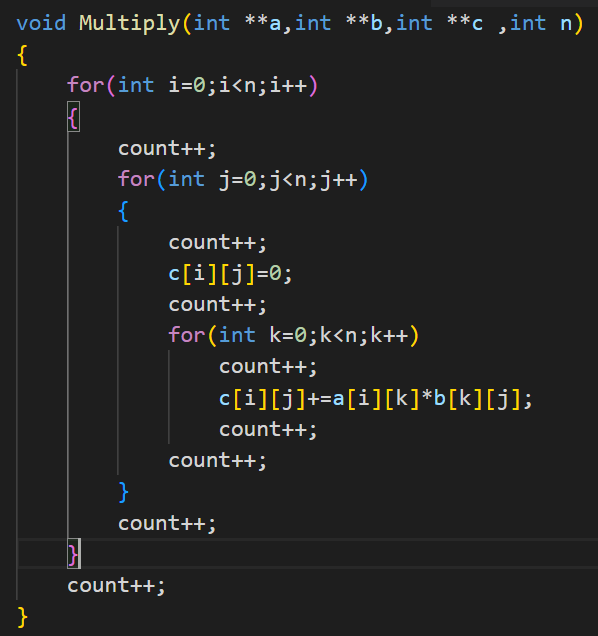 void Multiply(int **a,int **b,int **c ,int n)
{
    for(int i=0;i<n;i++)
    {
        count++;
        for(int j=0;j<n;j++)
        {
            count++;
            c[i][j]=0;
            count++;
            for(int k=0;k<n;k++)
                count++;
                c[i][j]+=a[i][k]*b[k][j];
                count++;
            count++;
        }
        count++;
    }
    count++;
}